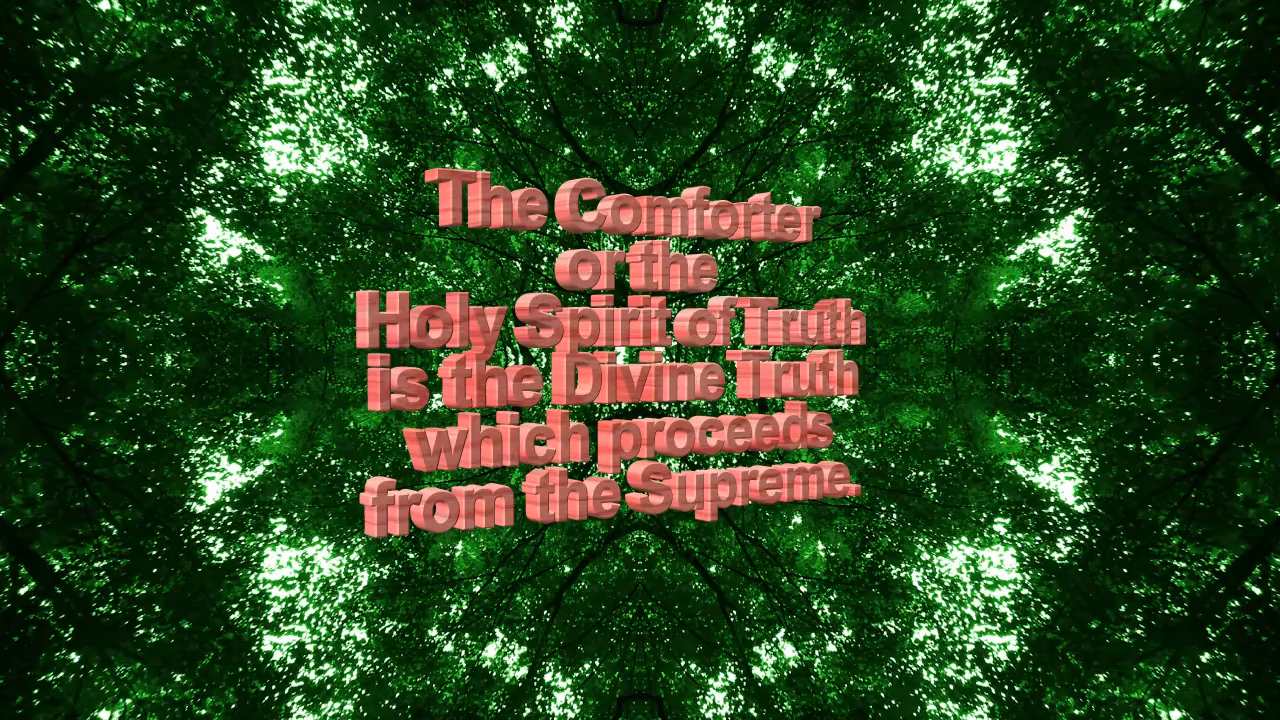 The Comforter
or the
Holy Spirit of Truth
is the Divine Truth
which proceeds
from the Supreme.